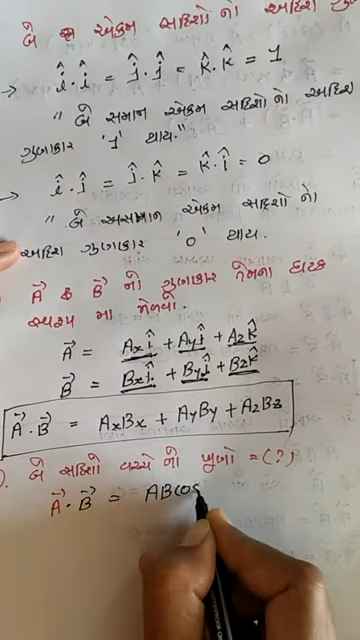 બે એકમ સદિશો નો અદિશ
→ î.î = ĵ.ĵ = k̂.k̂ = 1
"બે સમાન એકમ સદિશો નો અદિશ
ગુણાકાર '1' થાય."
→ î.ĵ = ĵ.k̂ = k̂.î = 0
"બે અસમાન એકમ સદિશો નો
અદિશ ગુણાકાર '0' થાય.
A⃗ & B⃗ નો ગુણાકાર તેમના ઘટક
સ્વરૂપ માં મેળવો.
A⃗ = Axî + Ayĵ + Azk̂
B⃗ = Bxî + Byĵ + Bzk̂
A⃗.B⃗ = AxBx + AyBy + AzBz
). બે સદિશો વચ્ચે નો ખૂણો = (?)
A⃗.B⃗ = ABcos